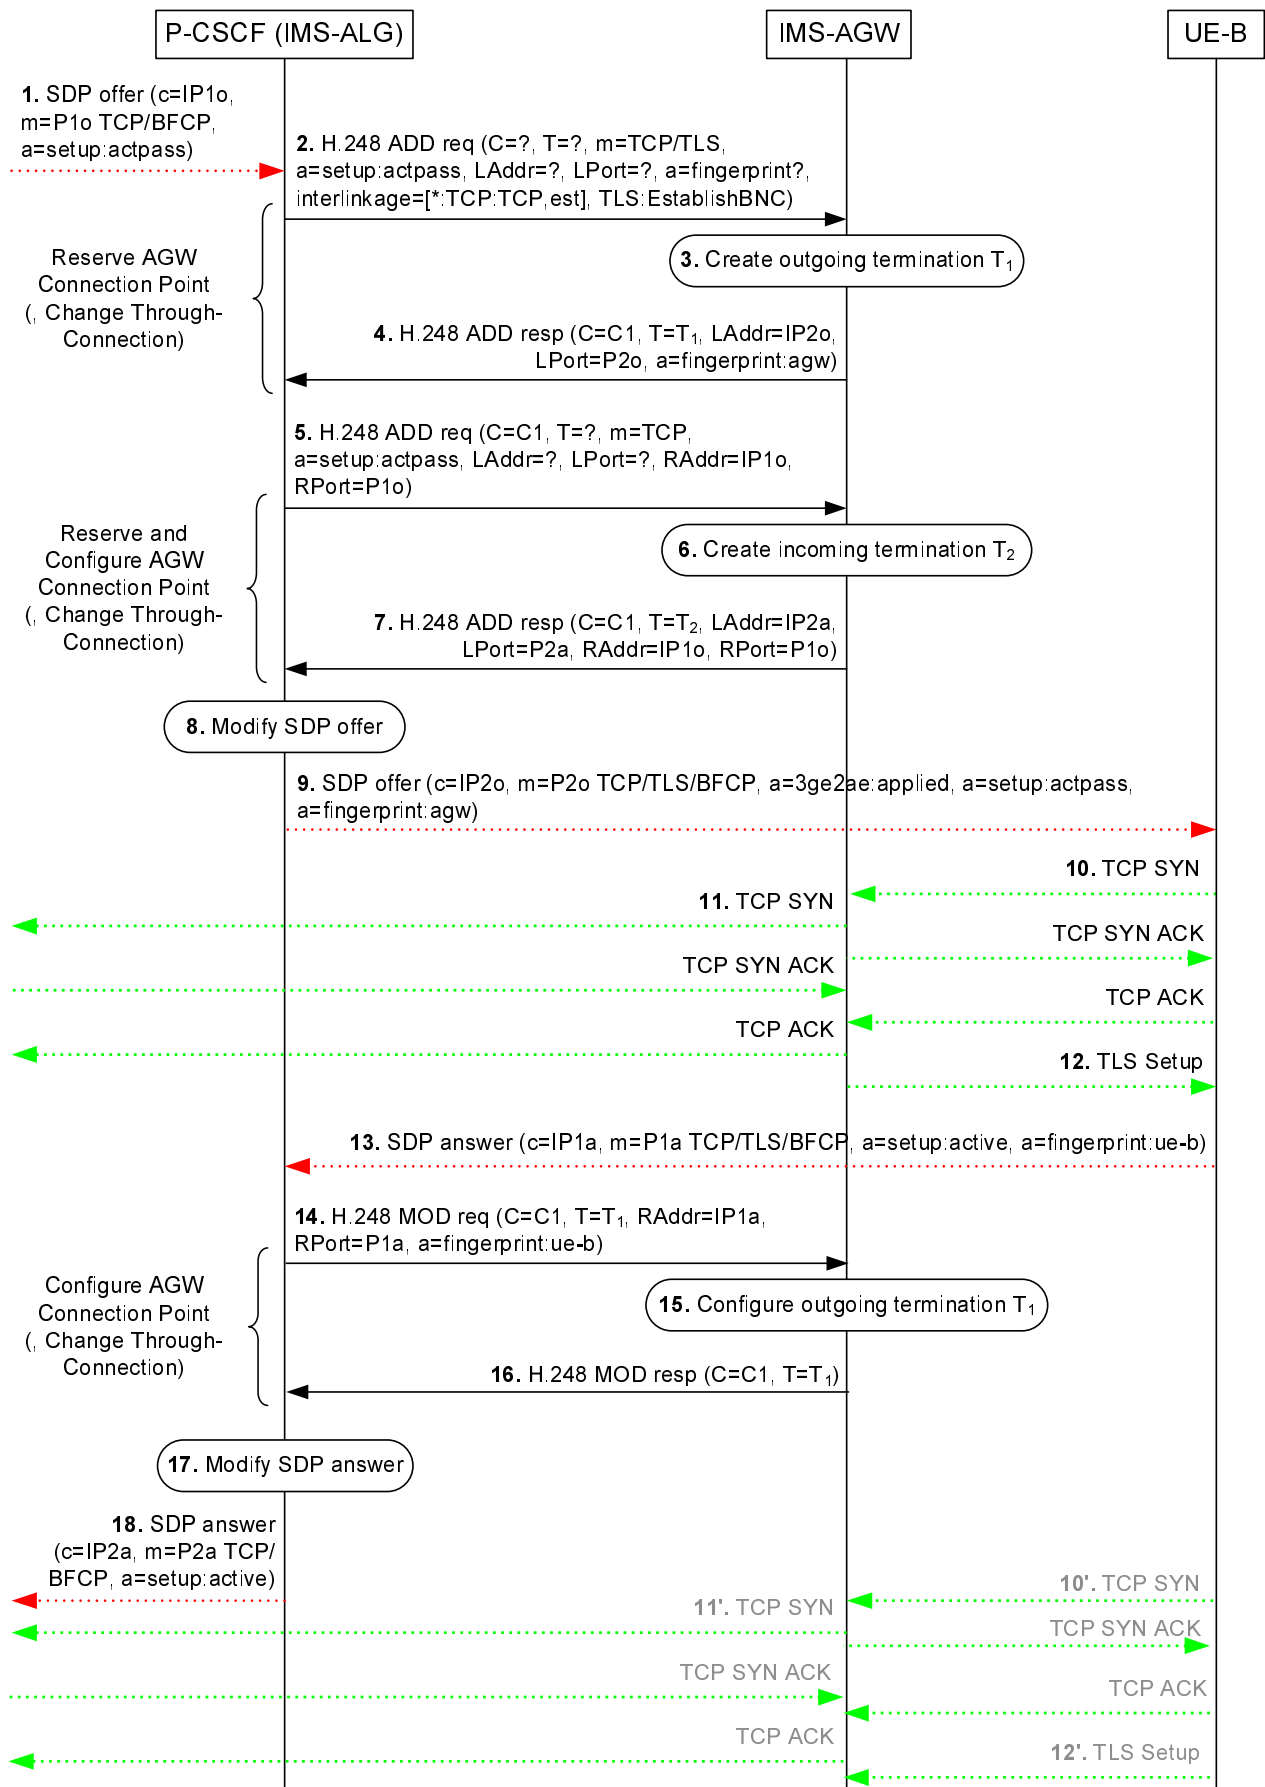 P-CSCF (IMS-ALG)
IMS-AGW
UE-B
1. SDP offer (c=IP1o,
m=P1o TCP/BFCP,
a=setup:actpass)
2. H.248 ADD req (C=?, T=?, m=TCP/TLS,
a=setup:actpass, LAddr=?, LPort=?, a=fingerprint?,
interlinkage=[*:TCP:TCP,est], TLS:EstablishBNC)
Reserve AGW
Connection Point
(, Change Through-
Connection)
3. Create outgoing termination T1
4. H.248 ADD resp (C=C1, T=T1, LAddr=IP2o,
LPort=P2o, a=fingerprint:agw)
5. H.248 ADD req (C=C1, T=?, m=TCP,
a=setup:actpass, LAddr=?, LPort=?, RAddr=IP1o,
RPort=P1o)
Reserve and
Configure AGW
Connection Point
(, Change Through-
Connection)
6. Create incoming termination T2
7. H.248 ADD resp (C=C1, T=T2, LAddr=IP2a,
LPort=P2a, RAddr=IP1o, RPort=P1o)
8. Modify SDP offer
9. SDP offer (c=IP2o, m=P2o TCP/TLS/BFCP, a=3ge2ae:applied, a=setup:actpass,
a=fingerprint:agw)
10. TCP SYN
11. TCP SYN
TCP SYN ACK
TCP SYN ACK
TCP ACK
TCP ACK
12. TLS Setup
13. SDP answer (c=IP1a, m=P1a TCP/TLS/BFCP, a=setup:active, a=fingerprint:ue-b)
14. H.248 MOD req (C=C1, T=T1, RAddr=IP1a,
RPort=P1a, a=fingerprint:ue-b)
Configure AGW
Connection Point
(, Change Through-
Connection)
15. Configure outgoing termination T1
16. H.248 MOD resp (C=C1, T=T1)
17. Modify SDP answer
18. SDP answer
(c=IP2a, m=P2a TCP/
BFCP, a=setup:active)
10'. TCP SYN
11'. TCP SYN
TCP SYN ACK
TCP SYN ACK
TCP ACK
TCP ACK
12'. TLS Setup